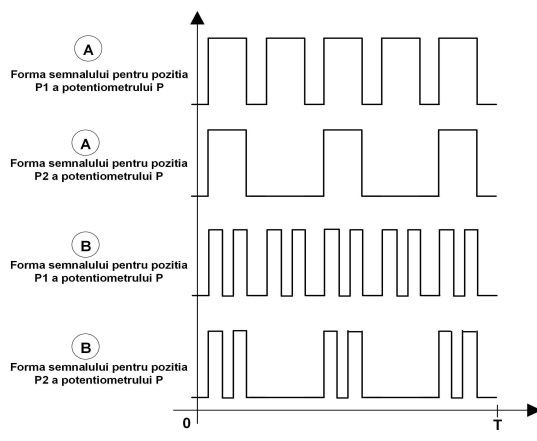 A
Forma semnalului pentru pozitia
P1 a potentiometrului P
A
Forma semnalului pentru pozitia
P2 a potentiometrului P
B
Forma semnalului pentru pozitia
P1 a potentiometrului P
B
Forma semnalului pentru pozitia
P2 a potentiometrului P
0
T